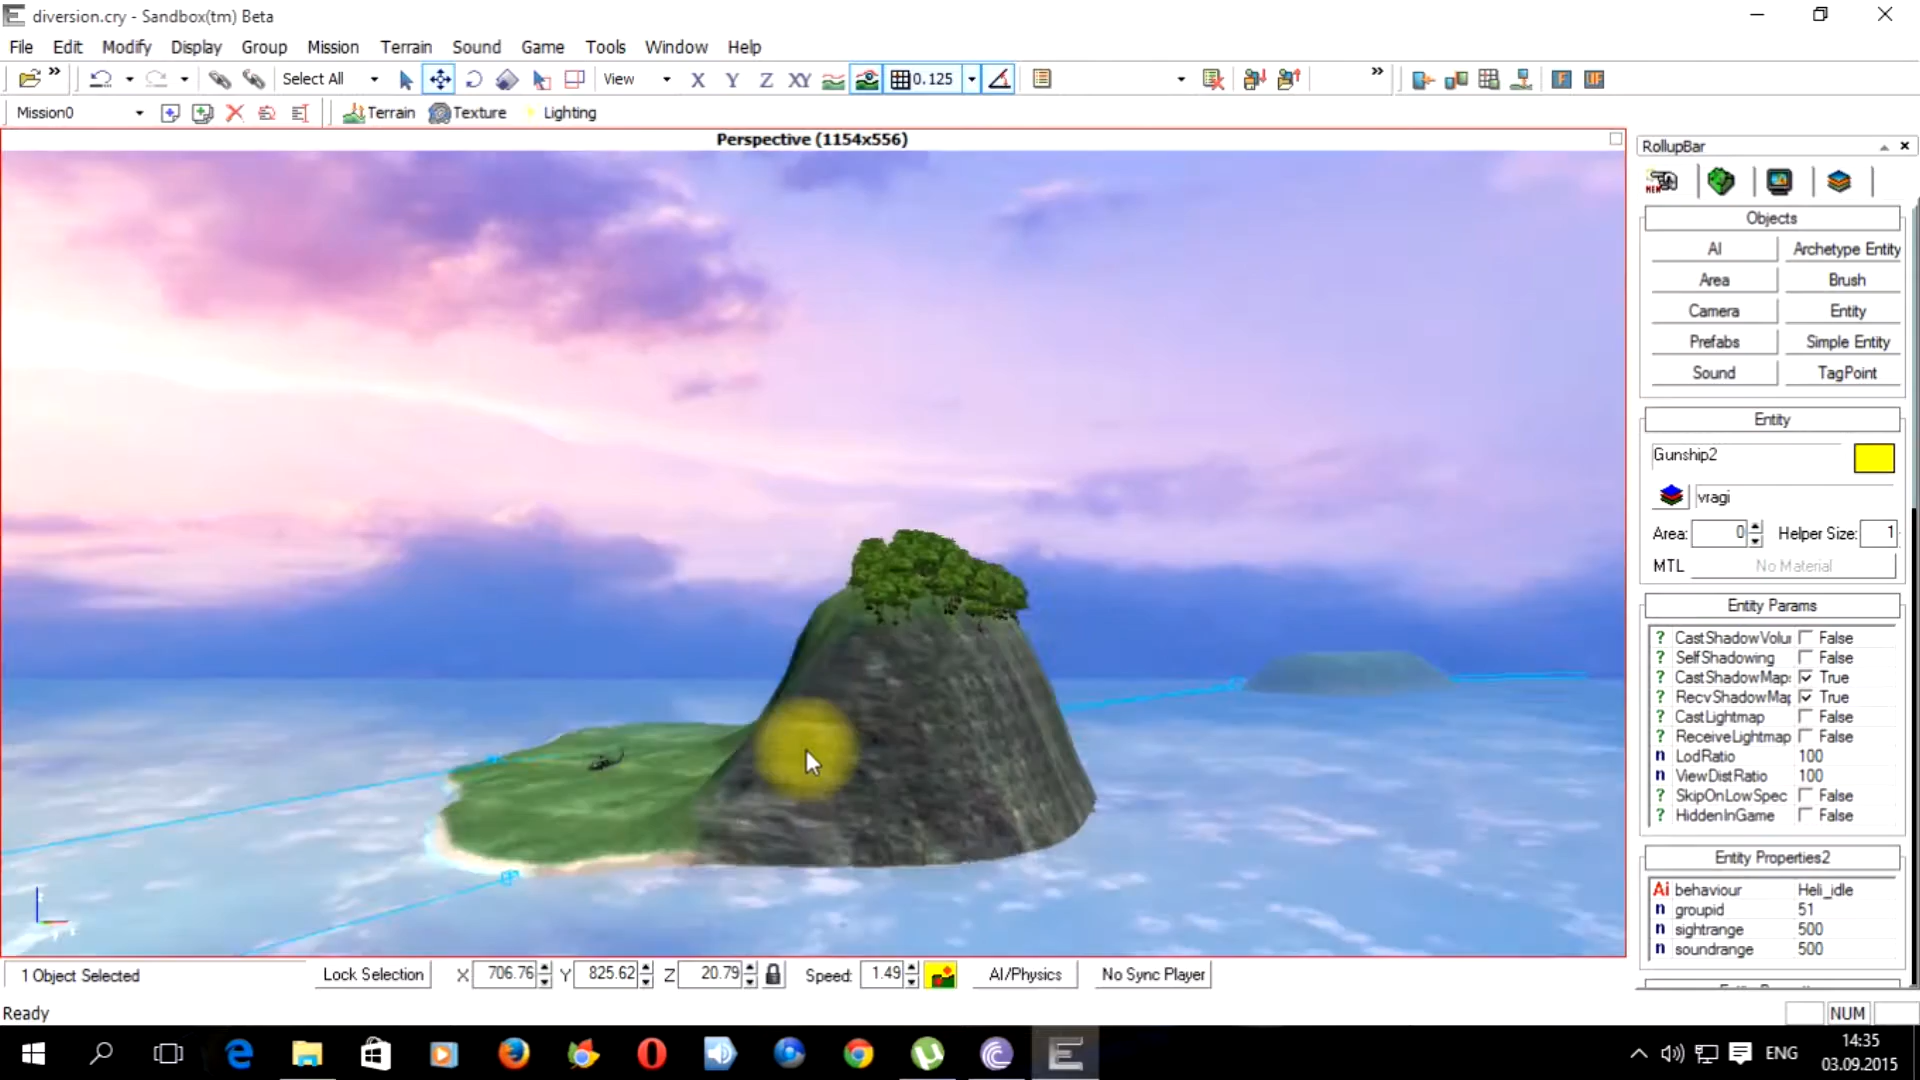 diversion.cry - Sandbox(tm) Beta
File Edit Modify Display Group Mission Terrain Sound Game Tools Window Help
Select All View X Y Z XY 0.125
Mission0 Terrain Texture Lighting
Perspective (1154x556)
RollupBar
Objects
AI Archetype Entity
Area Brush
Camera Entity
Prefabs Simple Entity
Sound TagPoint
Entity
Gunship2
vragi
Area: 0 Helper Size: 1
MTL No Material
Entity Params
? CastShadowVolu False
? SelfShadowing False
? CastShadowMap: True
? RecvShadowMap True
? CastLightmap False
? ReceiveLightmap False
n LodRatio 100
n ViewDistRatio 100
? SkipOnLowSpec False
? HiddenInGame False
Entity Properties2
Ai behaviour Heli_idle
n groupid 51
n sightrange 500
n soundrange 500
1 Object Selected Lock Selection X 706.76 Y 825.62 Z 20.79 Speed: 1.49 AI/Physics No Sync Player
Ready NUM
ENG 14:35
03.09.2015